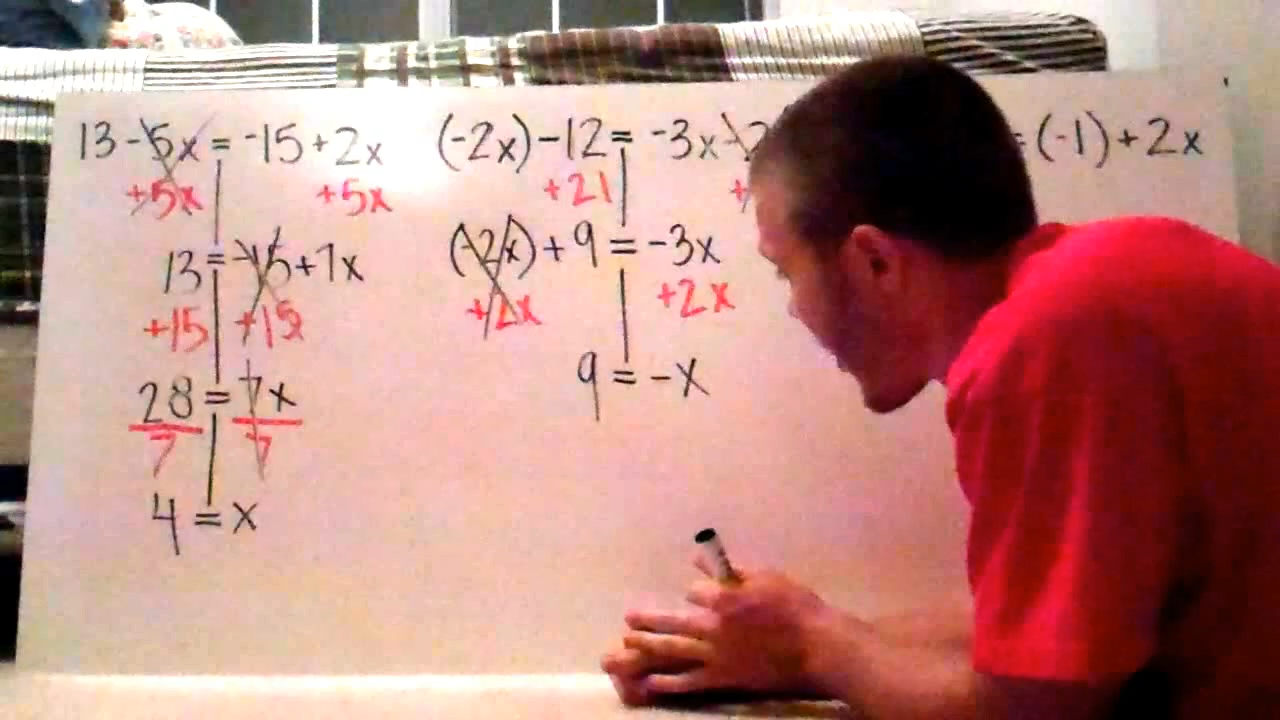 13 - 5x = -15 + 2x
+5x +5x
13 = -15 + 7x
+15 +15
28 = 7x
7 7
4 = x
(-2x) - 12 = -3x -2
+21 +
(-2x) + 9 = -3x
+2x +2x
9 = -x
= (-1) + 2x